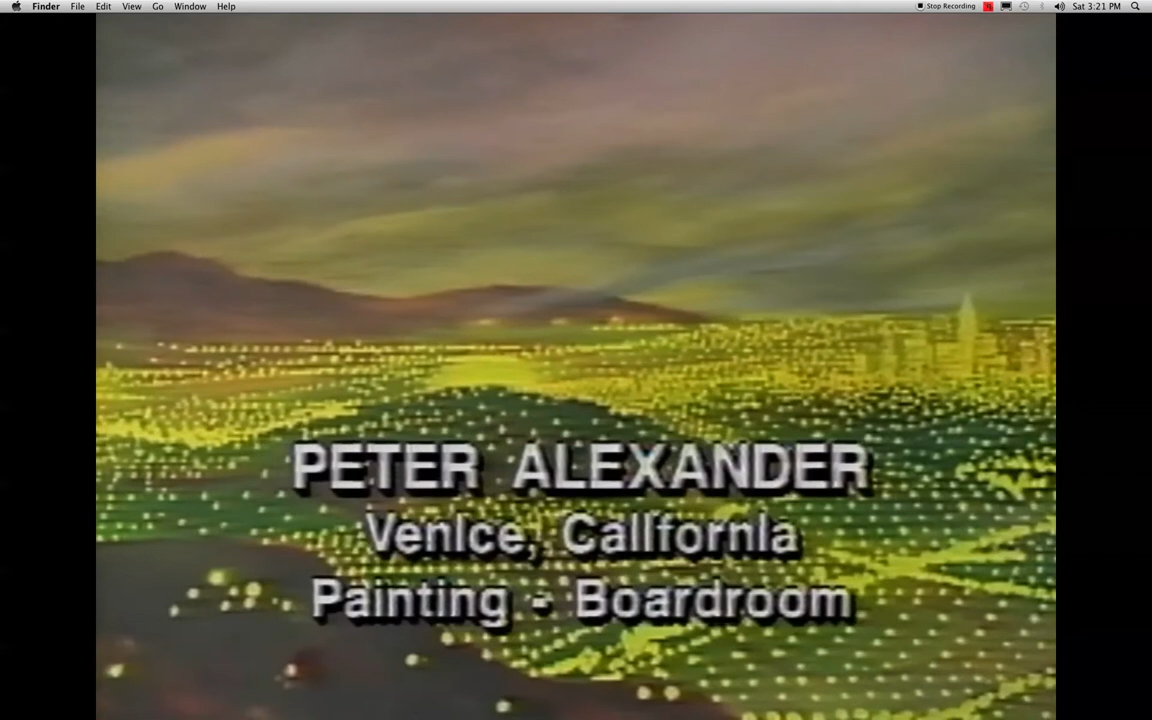 Finder File Edit View Go Window Help Stop Recording Sat 3:21 PM
PETER ALEXANDER
Venice, California
Painting - Boardroom